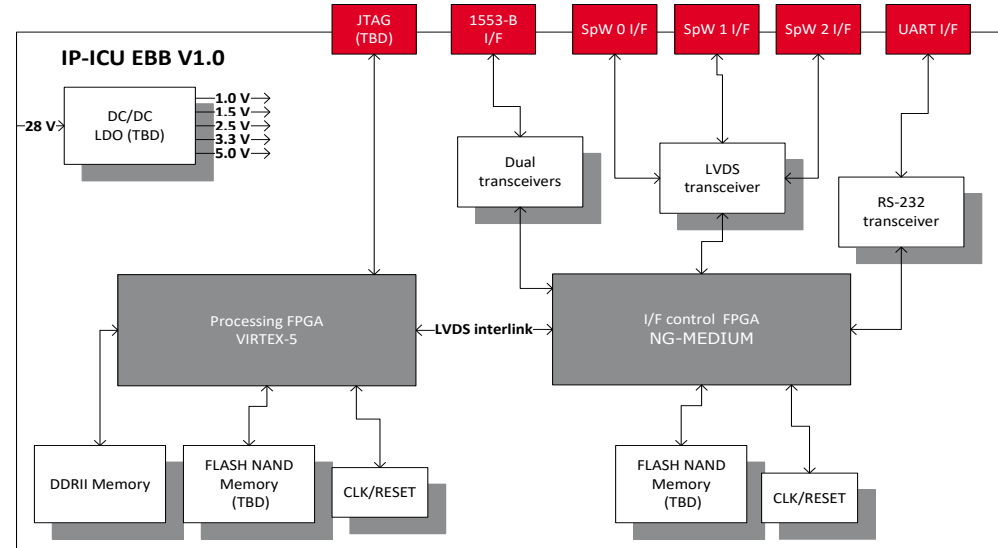 JTAG
(TBD)
1553-B
I/F
SpW 0 I/F
SpW 1 I/F
SpW 2 I/F
UART I/F
IP-ICU EBB V1.0
28 V
DC/DC
LDO (TBD)
1.0 V
1.5 V
2.5 V
3.3 V
5.0 V
Dual
transceivers
LVDS
transceiver
RS-232
transceiver
Processing FPGA
VIRTEX-5
LVDS interlink
I/F control FPGA
NG-MEDIUM
DDRII Memory
FLASH NAND
Memory
(TBD)
CLK/RESET
FLASH NAND
Memory
(TBD)
CLK/RESET